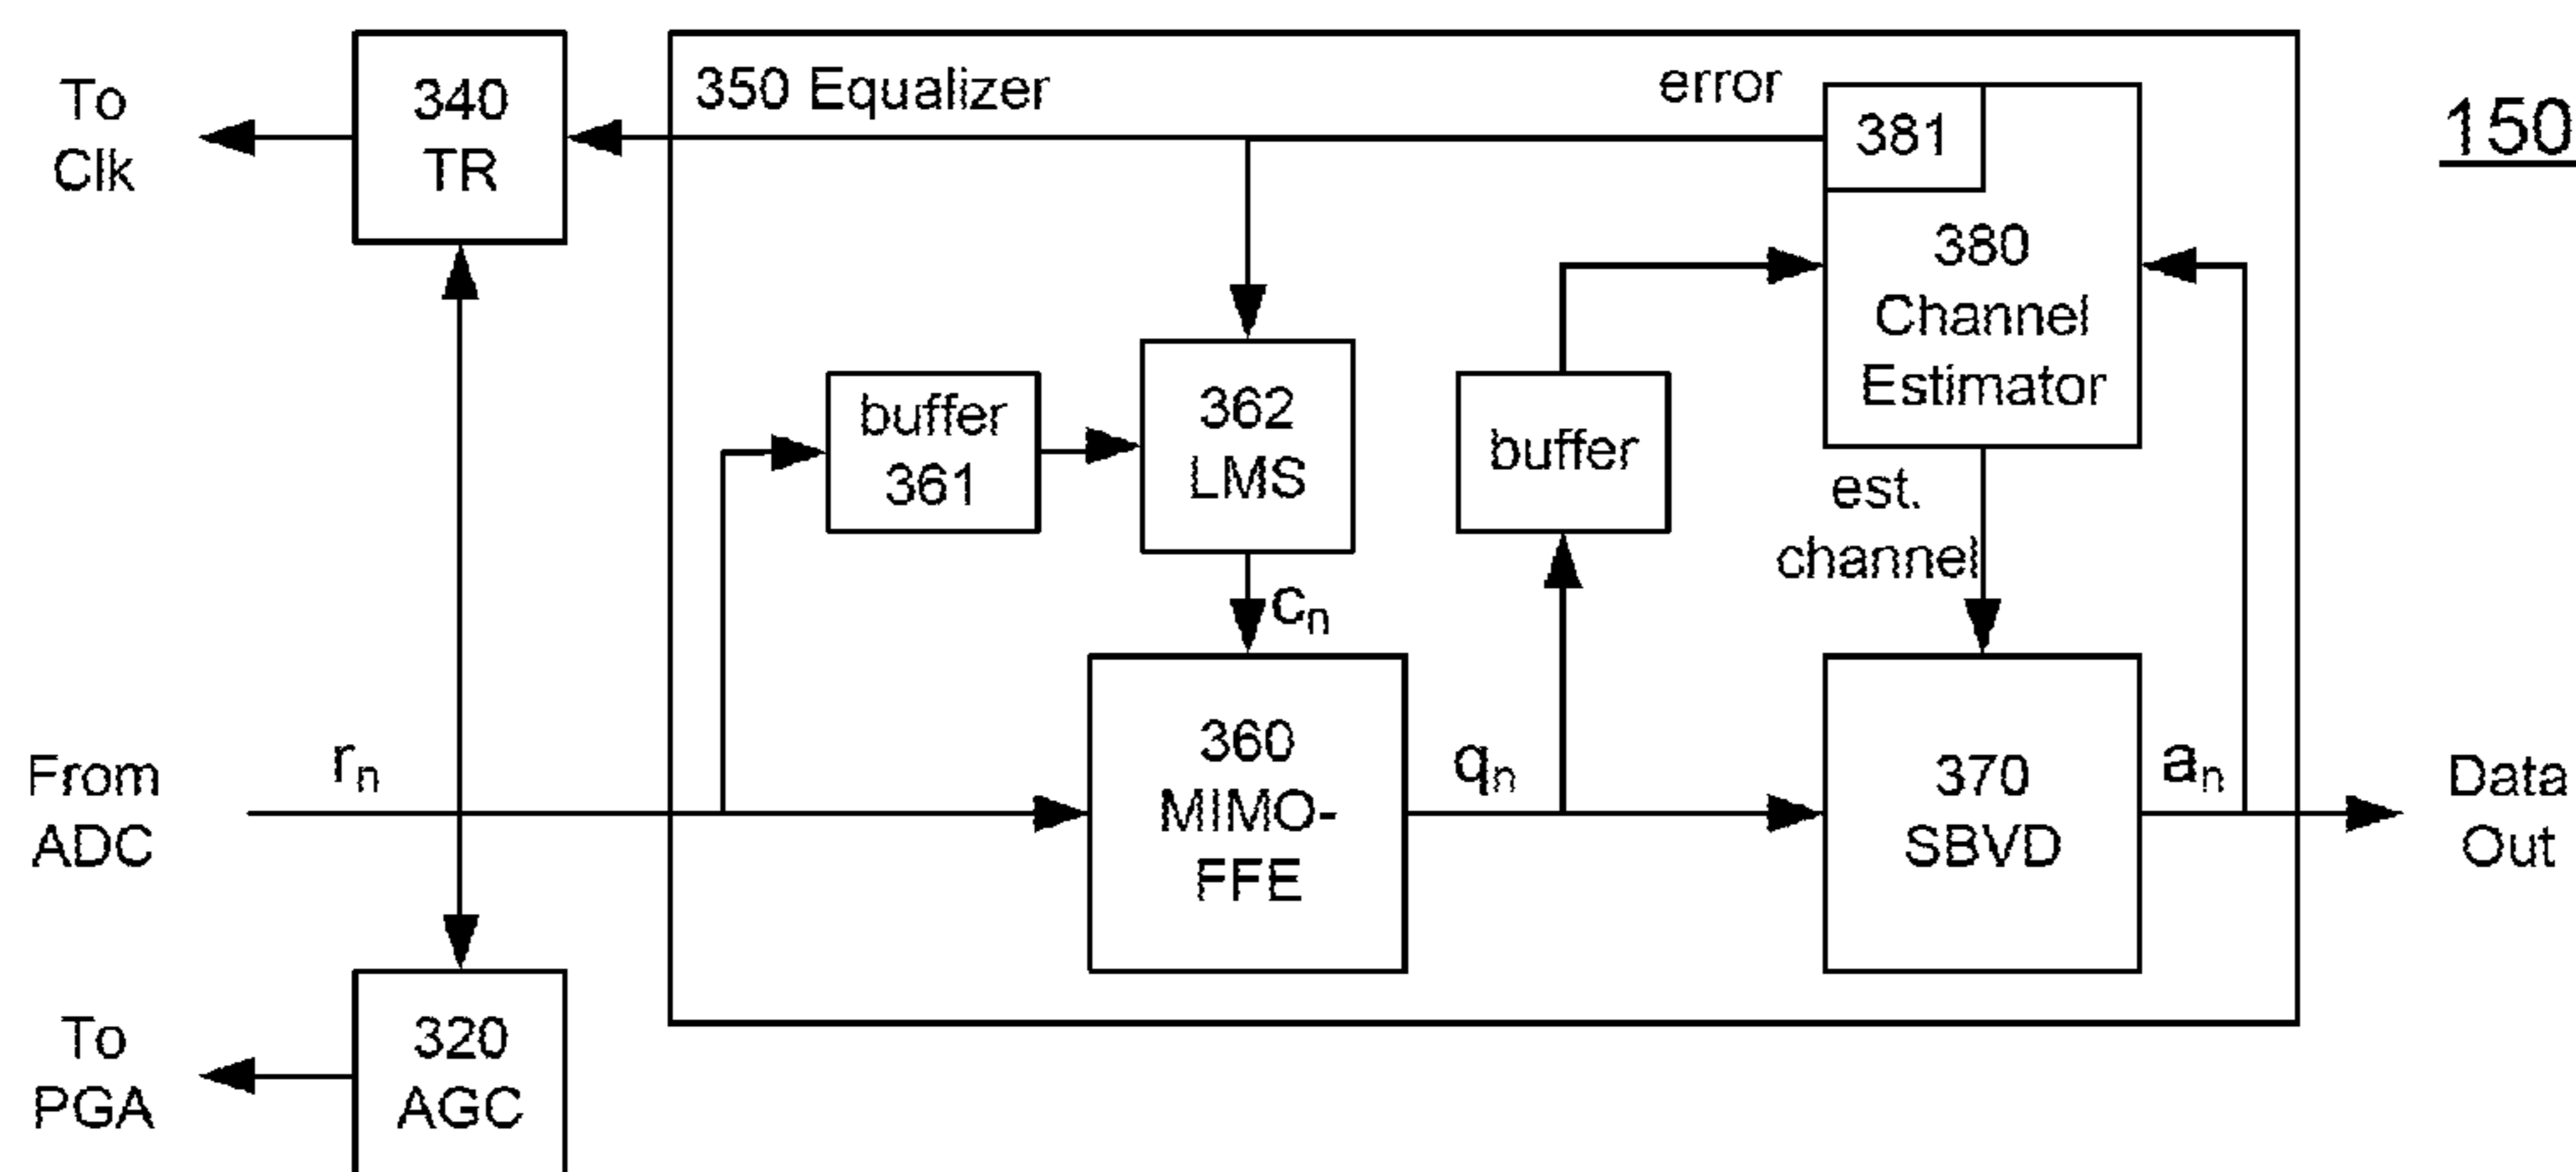 To
Clk
340
TR
350 Equalizer
error
381
150
380
Channel
Estimator
buffer
361
362
LMS
buffer
est.
channel
cn
From
ADC
rn
360
MIMO-
FFE
qn
370
SBVD
an
Data
Out
To
PGA
320
AGC